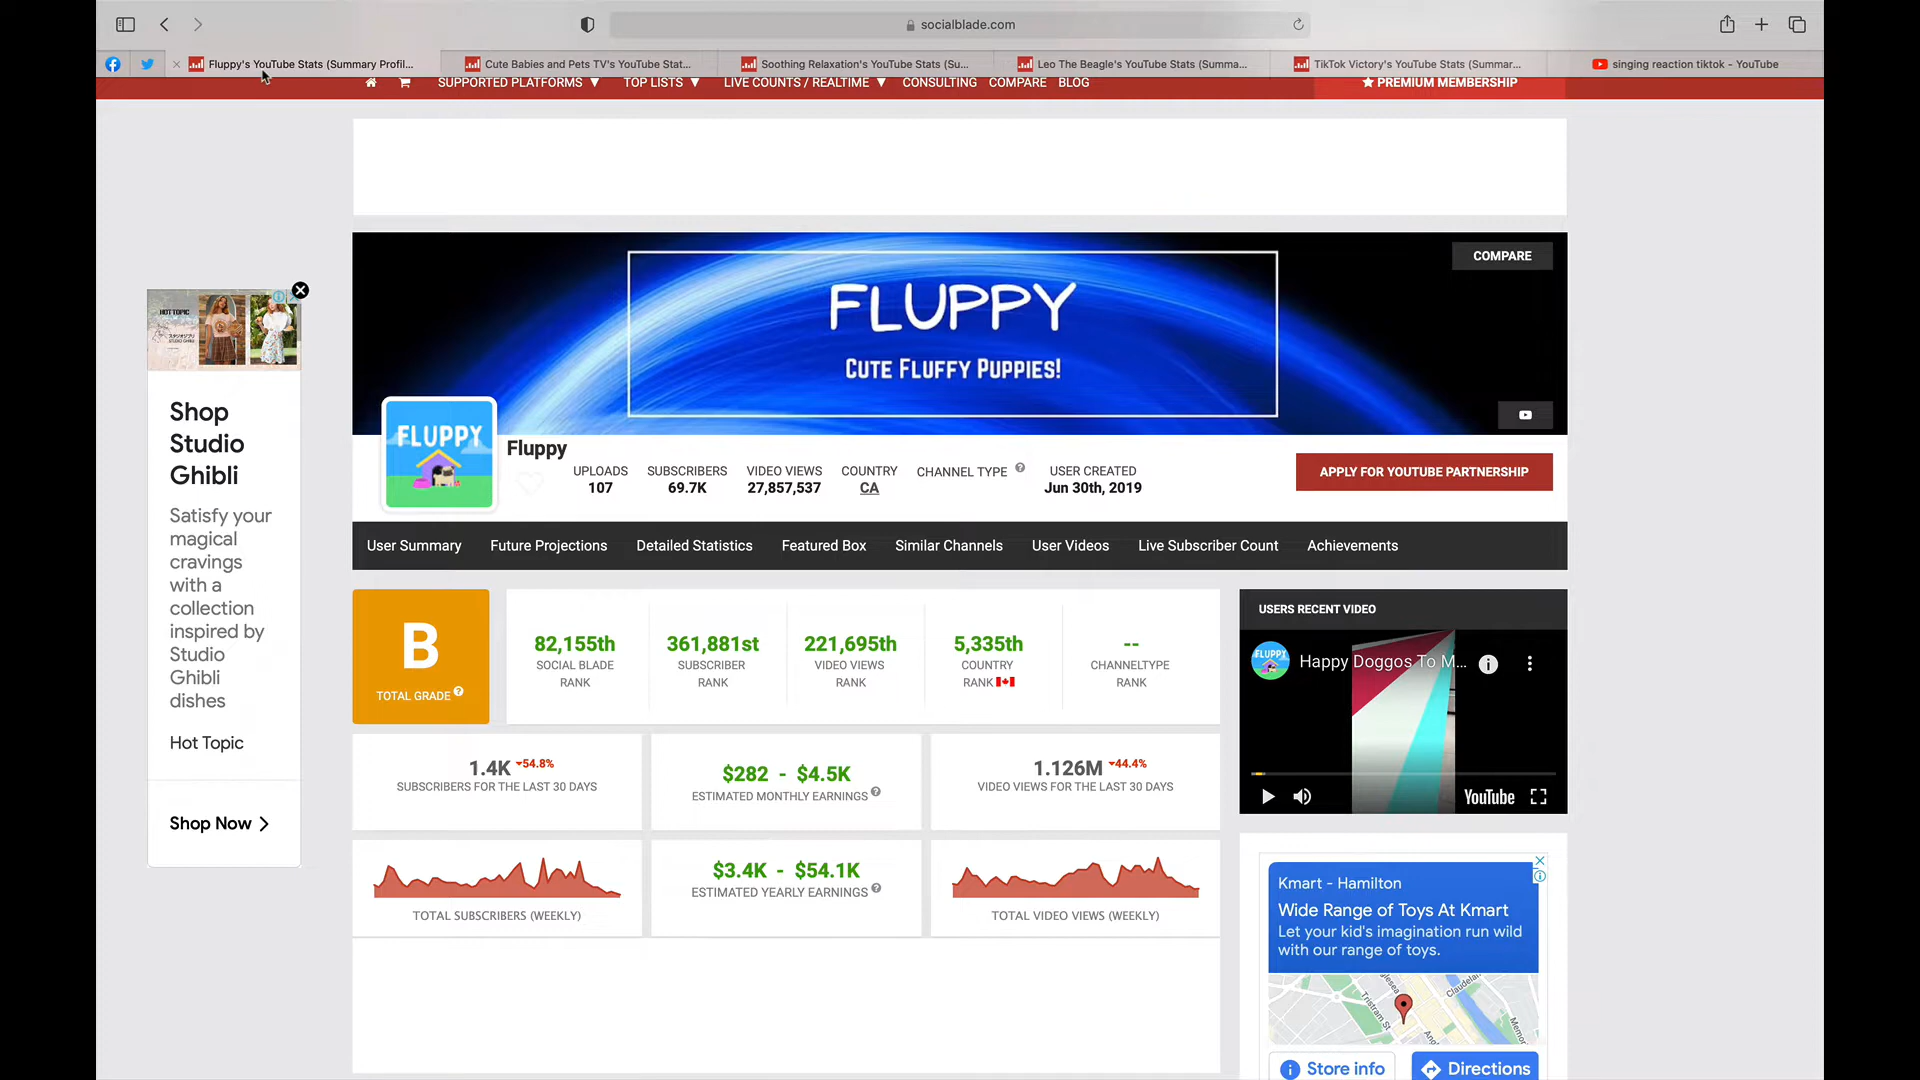 socialblade.com
Fluppy's YouTube Stats (Summary Profil...
Cute Babies and Pets TV's YouTube Stat...
Soothing Relaxation's YouTube Stats (Su...
Leo The Beagle's YouTube Stats (Summa...
TikTok Victory's YouTube Stats (Summar...
singing reaction tiktok - YouTube
SUPPORTED PLATFORMS ▼
TOP LISTS ▼
LIVE COUNTS / REALTIME ▼
CONSULTING
COMPARE
BLOG
★ PREMIUM MEMBERSHIP
COMPARE
FLUPPY
CUTE FLUFFY PUPPIES!
FLUPPY
Fluppy
UPLOADS
107
SUBSCRIBERS
69.7K
VIDEO VIEWS
27,857,537
COUNTRY
CA
CHANNEL TYPE
USER CREATED
Jun 30th, 2019
APPLY FOR YOUTUBE PARTNERSHIP
User Summary
Future Projections
Detailed Statistics
Featured Box
Similar Channels
User Videos
Live Subscriber Count
Achievements
HOT TOPIC
STUDIO GHIBLI
Shop
Studio
Ghibli
Satisfy your
magical
cravings
with a
collection
inspired by
Studio
Ghibli
dishes
Hot Topic
Shop Now
B
TOTAL GRADE
82,155th
SOCIAL BLADE
RANK
361,881st
SUBSCRIBER
RANK
221,695th
VIDEO VIEWS
RANK
5,335th
COUNTRY
RANK
--
CHANNELTYPE
RANK
1.4K 54.8%
SUBSCRIBERS FOR THE LAST 30 DAYS
$282 - $4.5K
ESTIMATED MONTHLY EARNINGS
1.126M 44.4%
VIDEO VIEWS FOR THE LAST 30 DAYS
TOTAL SUBSCRIBERS (WEEKLY)
$3.4K - $54.1K
ESTIMATED YEARLY EARNINGS
TOTAL VIDEO VIEWS (WEEKLY)
USERS RECENT VIDEO
FLUPPY
Happy Doggos To M...
YouTube
Kmart - Hamilton
Wide Range of Toys At Kmart
Let your kid's imagination run wild
with our range of toys.
Tristram St
Store info
Directions